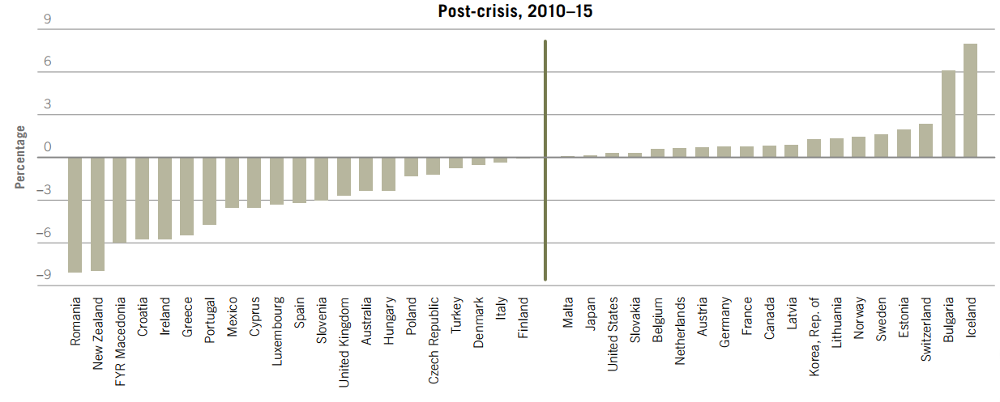 Post-crisis, 2010–15
Percentage
9
6
3
0
–3
–6
–9
Romania
New Zealand
FYR Macedonia
Croatia
Ireland
Greece
Portugal
Mexico
Cyprus
Luxembourg
Spain
Slovenia
United Kingdom
Australia
Hungary
Poland
Czech Republic
Turkey
Denmark
Italy
Finland
Malta
Japan
United States
Slovakia
Belgium
Netherlands
Austria
Germany
France
Canada
Latvia
Korea, Rep. of
Lithuania
Norway
Sweden
Estonia
Switzerland
Bulgaria
Iceland